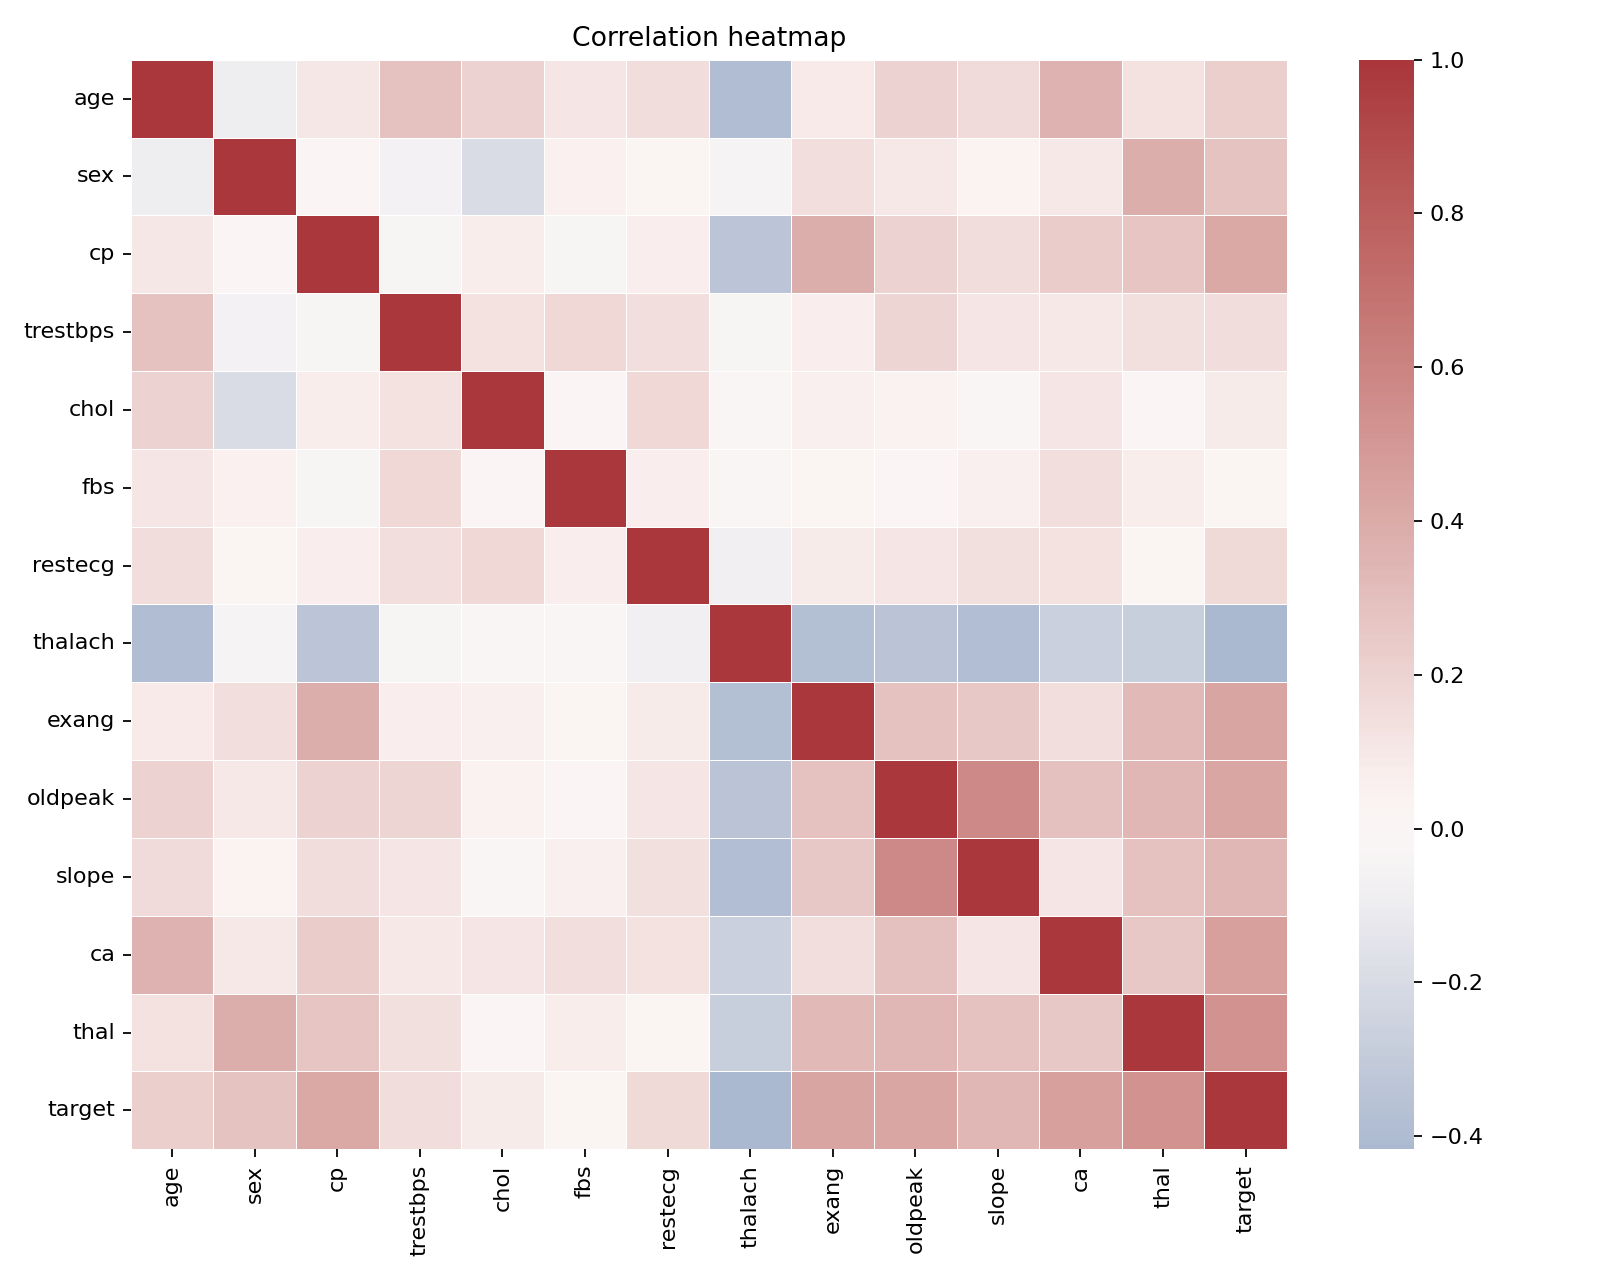 Correlation heatmap
age
sex
cp
trestbps
chol
fbs
restecg
thalach
exang
oldpeak
slope
ca
thal
target
age
sex
cp
trestbps
chol
fbs
restecg
thalach
exang
oldpeak
slope
ca
thal
target
1.0
0.8
0.6
0.4
0.2
0.0
−0.2
−0.4